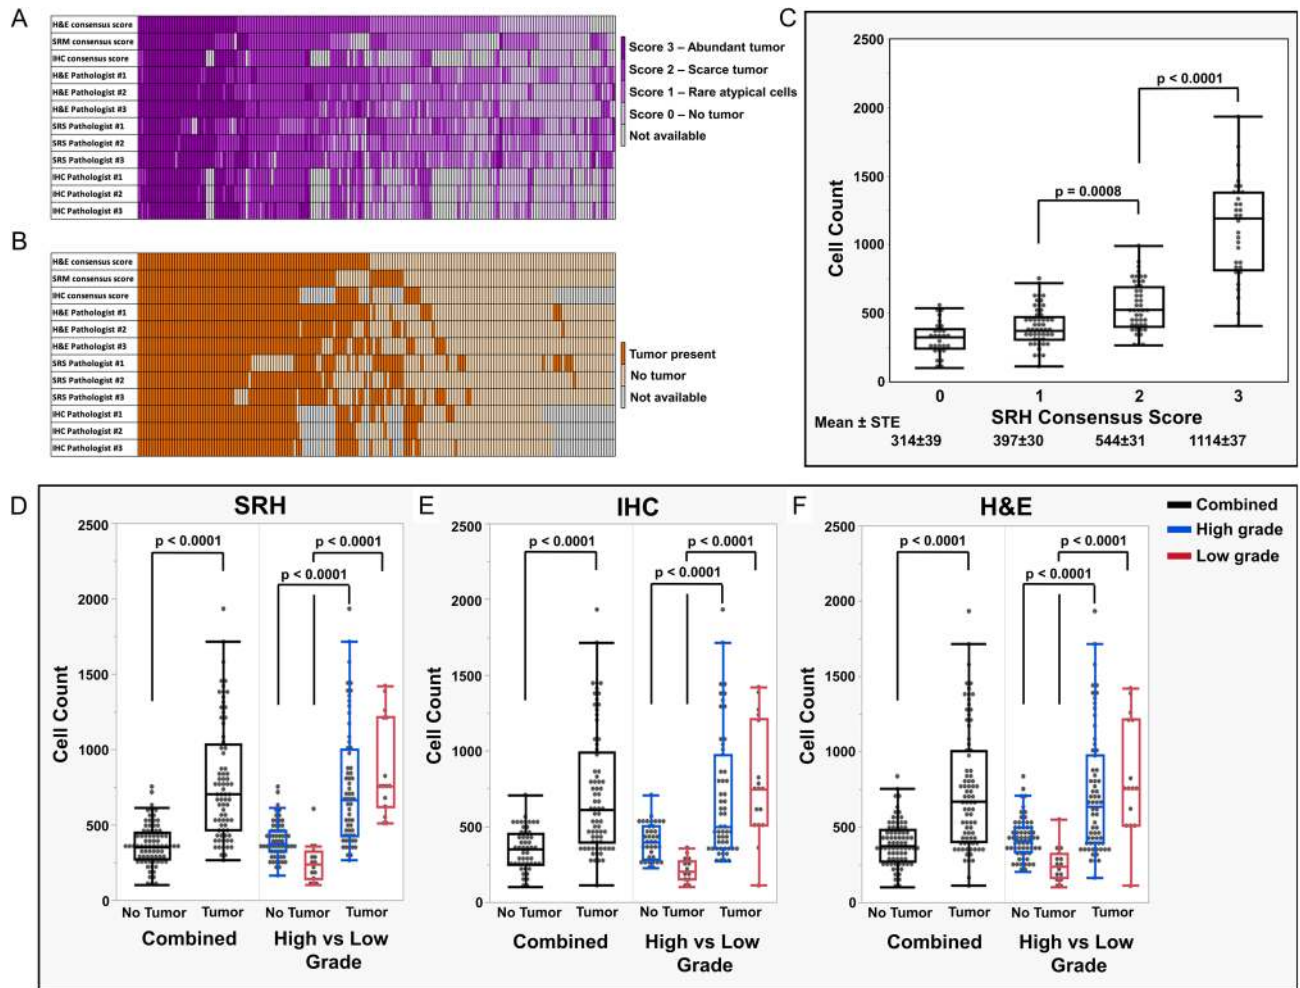 A
H&E consensus score
SRM consensus score
IHC consensus score
H&E Pathologist #1
H&E Pathologist #2
H&E Pathologist #3
SRS Pathologist #1
SRS Pathologist #2
SRS Pathologist #3
IHC Pathologist #1
IHC Pathologist #2
IHC Pathologist #3
Score 3 – Abundant tumor
Score 2 – Scarce tumor
Score 1 – Rare atypical cells
Score 0 – No tumor
Not available
B
H&E consensus score
SRM consensus score
IHC consensus score
H&E Pathologist #1
H&E Pathologist #2
H&E Pathologist #3
SRS Pathologist #1
SRS Pathologist #2
SRS Pathologist #3
IHC Pathologist #1
IHC Pathologist #2
IHC Pathologist #3
Tumor present
No tumor
Not available
C
2500
2000
1500
1000
500
0
Cell Count
p < 0.0001
p = 0.0008
0 1 2 3
SRH Consensus Score
Mean ± STE
314±39 397±30 544±31 1114±37
D
SRH
2500
2000
1500
1000
500
0
Cell Count
p < 0.0001
p < 0.0001
p < 0.0001
No Tumor Tumor No Tumor Tumor
Combined
High vs Low
Grade
E
IHC
2500
2000
1500
1000
500
0
Cell Count
p < 0.0001
p < 0.0001
p < 0.0001
No Tumor Tumor No Tumor Tumor
Combined
High vs Low
Grade
F
H&E
2500
2000
1500
1000
500
0
Cell Count
p < 0.0001
p < 0.0001
p < 0.0001
No Tumor Tumor No Tumor Tumor
Combined
High vs Low
Grade
Combined
High grade
Low grade